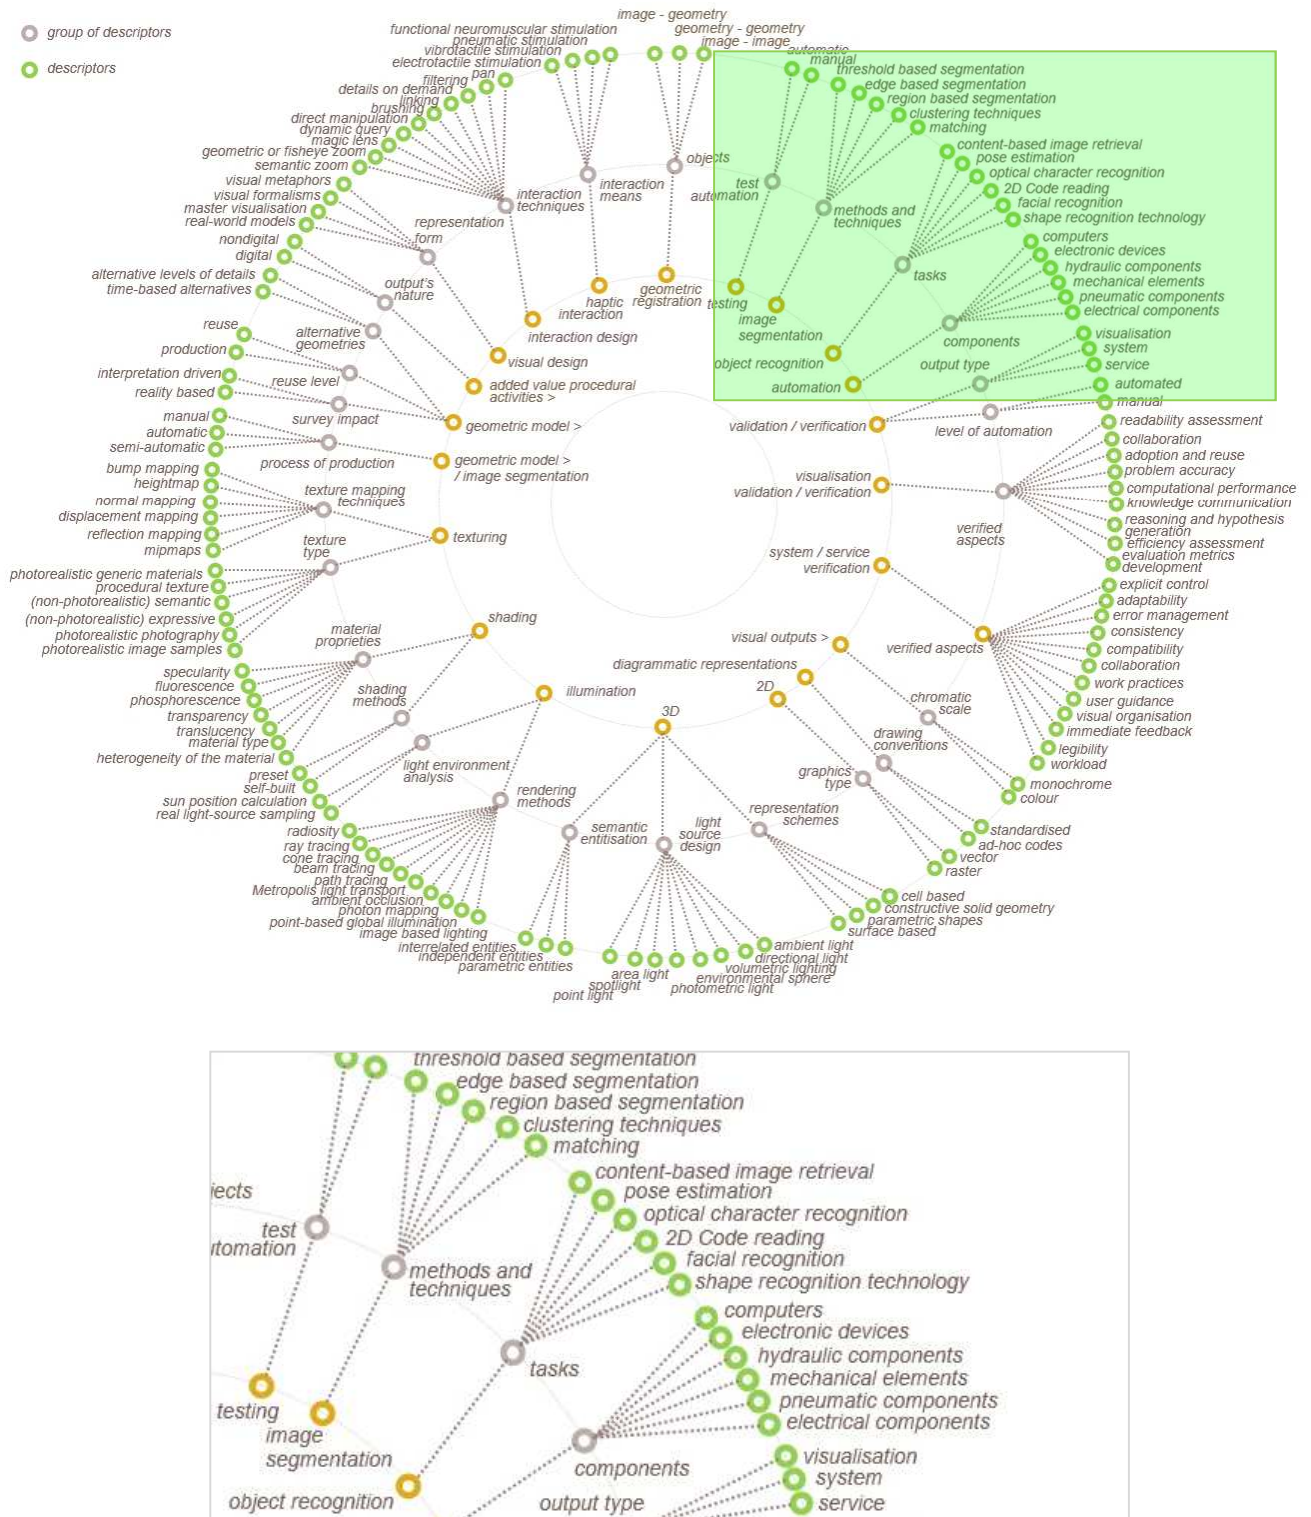 group of descriptors
descriptors
image - geometry
geometry - geometry
image - image
functional neuromuscular stimulation
pneumatic stimulation
vibrotactile stimulation
electrotactile stimulation
pan
filtering
details on demand
linking
brushing
direct manipulation
dynamic query
magic lens
geometric or fisheye zoom
semantic zoom
visual metaphors
visual formalisms
master visualisation
real-world models
nondigital
digital
alternative levels of details
time-based alternatives
reuse
production
interpretation driven
reality based
manual
automatic
semi-automatic
bump mapping
heightmap
normal mapping
displacement mapping
reflection mapping
mipmaps
photorealistic generic materials
procedural texture
(non-photorealistic) semantic
(non-photorealistic) expressive
photorealistic photography
photorealistic image samples
specularity
fluorescence
phosphorescence
transparency
translucency
material type
heterogeneity of the material
preset
self-built
sun position calculation
real light-source sampling
radiosity
ray tracing
cone tracing
beam tracing
path tracing
Metropolis light transport
ambient occlusion
photon mapping
point-based global illumination
image based lighting
interrelated entities
independent entities
parametric entities
point light
spotlight
area light
photometric light
environmental sphere
volumetric lighting
directional light
ambient light
surface based
parametric shapes
constructive solid geometry
cell based
raster
vector
ad-hoc codes
standardised
colour
monochrome
workload
legibility
immediate feedback
visual organisation
user guidance
work practices
collaboration
compatibility
consistency
error management
adaptability
explicit control
development
evaluation metrics
efficiency assessment
generation
reasoning and hypothesis
knowledge communication
computational performance
problem accuracy
adoption and reuse
collaboration
readability assessment
manual
automated
service
system
visualisation
electrical components
pneumatic components
mechanical elements
hydraulic components
electronic devices
computers
shape recognition technology
facial recognition
2D Code reading
optical character recognition
pose estimation
content-based image retrieval
matching
clustering techniques
region based segmentation
edge based segmentation
threshold based segmentation
manual
automatic
objects
test
automation
methods and
techniques
tasks
components
output type
level of automation
verified
aspects
verified aspects
chromatic
scale
drawing
conventions
graphics
type
representation
schemes
light
source
design
semantic
entitisation
rendering
methods
light environment
analysis
shading
methods
material
proprieties
texture
type
texture mapping
techniques
process of production
survey impact
reuse level
alternative
geometries
output's
nature
representation
form
interaction
techniques
interaction
means
geometric
registration
testing
image
segmentation
object recognition
automation
validation / verification
visualisation
validation / verification
system / service
verification
visual outputs >
diagrammatic representations
2D
3D
illumination
shading
texturing
geometric model >
/ image segmentation
geometric model >
added value procedural
activities >
visual design
interaction design
haptic
interaction
threshold based segmentation
edge based segmentation
region based segmentation
clustering techniques
matching
content-based image retrieval
pose estimation
optical character recognition
2D Code reading
facial recognition
shape recognition technology
computers
electronic devices
hydraulic components
mechanical elements
pneumatic components
electrical components
visualisation
system
service
jects
test
utomation
methods and
techniques
tasks
components
output type
testing
image
segmentation
object recognition